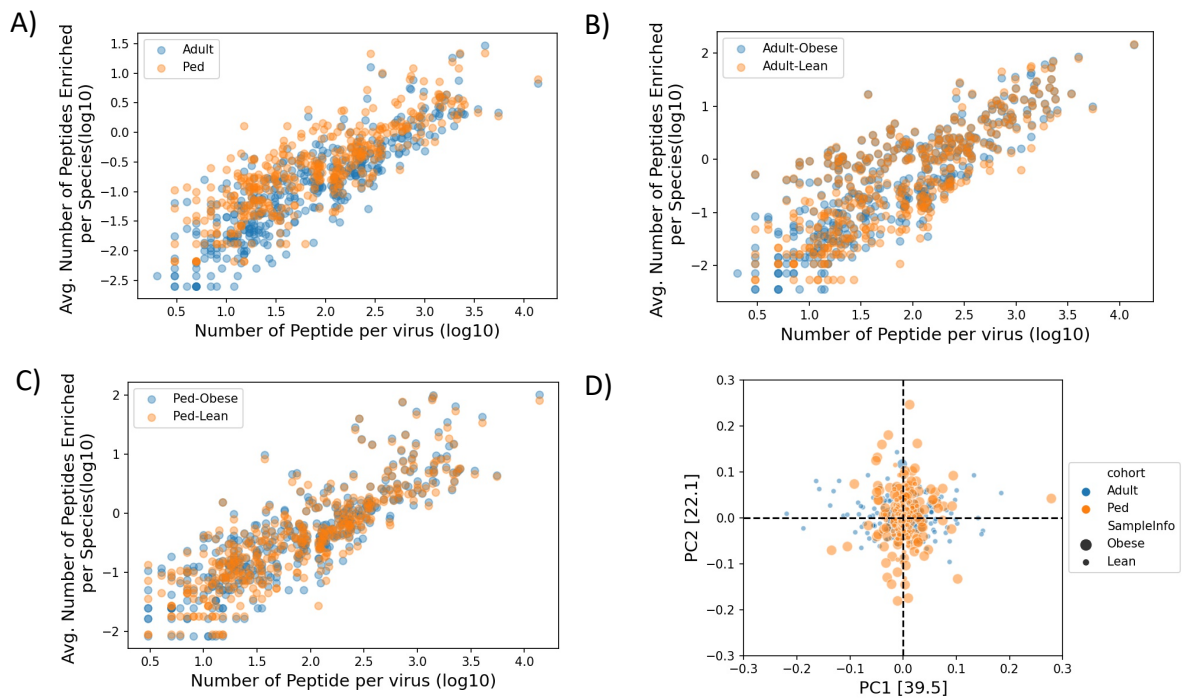 A)
Avg. Number of Peptides Enriched
per Species(log10)
1.5
1.0
0.5
0.0
−0.5
−1.0
−1.5
−2.0
−2.5
Adult
Ped
0.5 1.0 1.5 2.0 2.5 3.0 3.5 4.0
Number of Peptide per virus (log10)
B)
Avg. Number of Peptides Enriched
per Species(log10)
2
1
0
−1
−2
Adult-Obese
Adult-Lean
0.5 1.0 1.5 2.0 2.5 3.0 3.5 4.0
Number of Peptide per virus (log10)
C)
Avg. Number of Peptides Enriched
per Species(log10)
2
1
0
−1
−2
Ped-Obese
Ped-Lean
0.5 1.0 1.5 2.0 2.5 3.0 3.5 4.0
Number of Peptide per virus (log10)
D)
PC2 [22.1]
0.3
0.2
0.1
0.0
−0.1
−0.2
−0.3
−0.3 −0.2 −0.1 0.0 0.1 0.2 0.3
PC1 [39.5]
cohort
Adult
Ped
SampleInfo
Obese
Lean